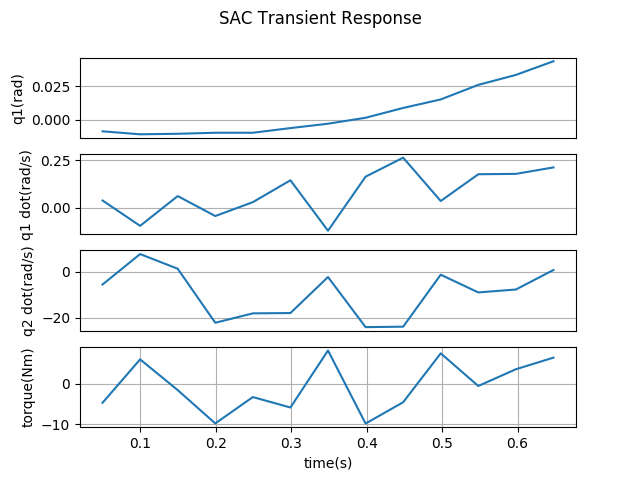 SAC Transient Response
q1(rad)
0.025
0.000
q1 dot(rad/s)
0.25
0.00
q2 dot(rad/s)
0
−20
torque(Nm)
0
−10
0.1 0.2 0.3 0.4 0.5 0.6
time(s)